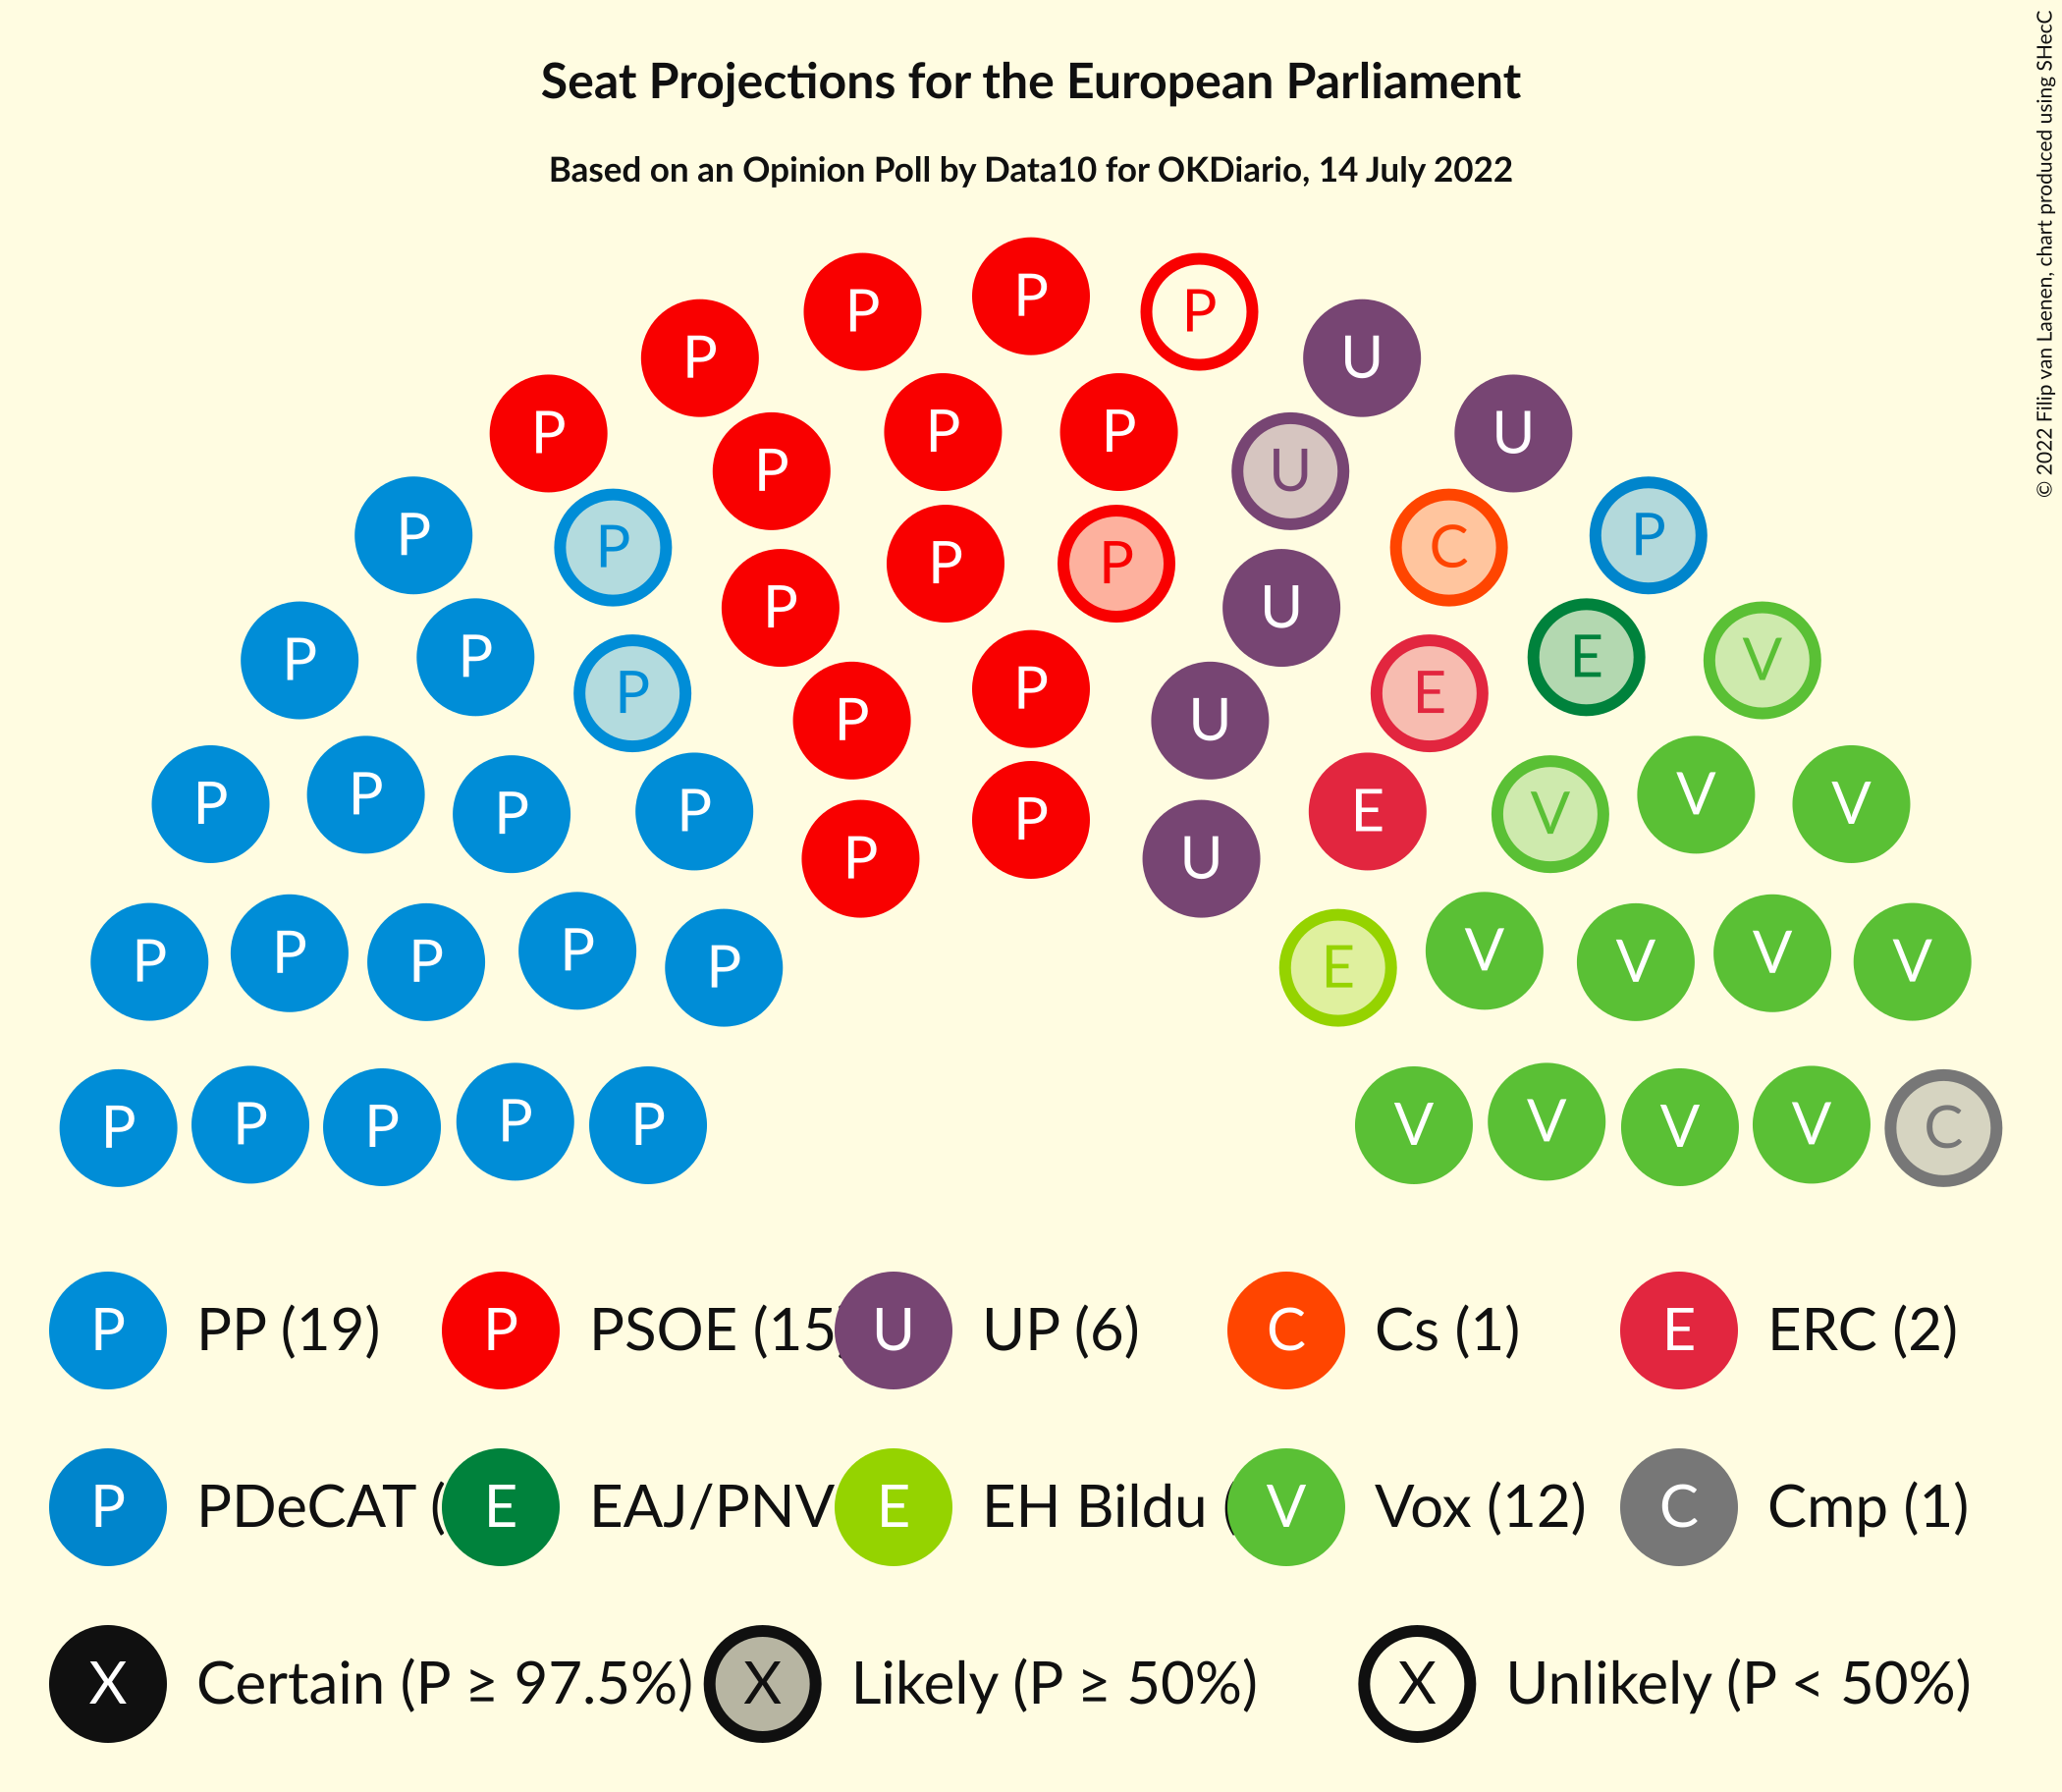 Seat Projections for the European Parliament
Based on an Opinion Poll by Data10 for OKDiario, 14 July 2022
© 2022 Filip van Laenen, chart produced using SHecC
P P P P P
P P P U
P P U P
P P P P U C P
P P P P U E E V
P P P P P P U E V V V
P P U
P P P P P E V V V V
P P P P P V V V V C
P PP (19) P PSOE (15 U UP (6) C Cs (1) E ERC (2)
P PDeCAT ( E EAJ/PNV E EH Bildu ( V Vox (12) C Cmp (1)
X Certain (P ≥ 97.5%) X Likely (P ≥ 50%) X Unlikely (P < 50%)